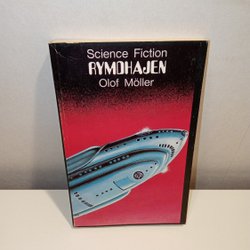 Science Fiction
RYMDHAJEN
Olof Möller